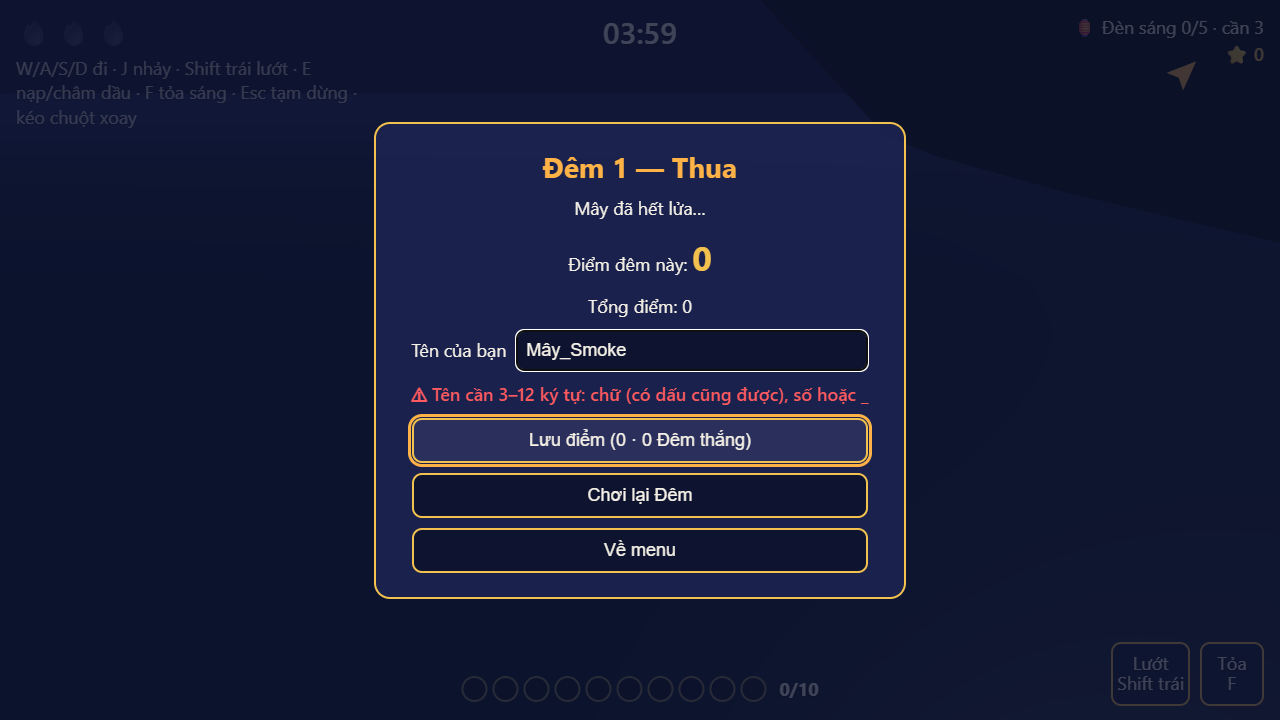 03:59
Đèn sáng 0/5 · cần 3
0
W/A/S/D đi · J nhảy · Shift trái lướt · E
nạp/châm dầu · F tỏa sáng · Esc tạm dừng ·
kéo chuột xoay
Đêm 1 — Thua
Mây đã hết lửa...
Điểm đêm này: 0
Tổng điểm: 0
Tên của bạn Mây_Smoke
⚠ Tên cần 3–12 ký tự: chữ (có dấu cũng được), số hoặc _
Lưu điểm (0 · 0 Đêm thắng)
Chơi lại Đêm
Về menu
Lướt
Shift trái
Tỏa
F
0/10